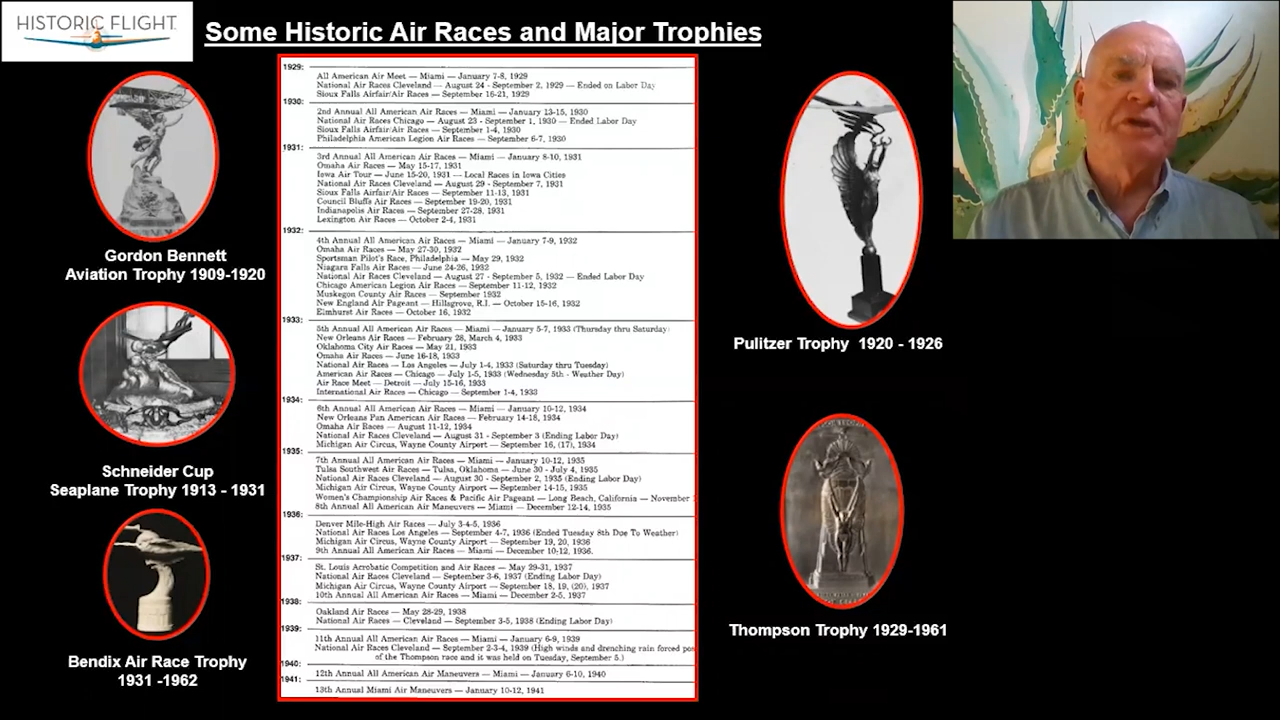 HISTORIC FLIGHT
Some Historic Air Races and Major Trophies
Gordon Bennett
Aviation Trophy 1909-1920
Schneider Cup
Seaplane Trophy 1913 - 1931
Bendix Air Race Trophy
1931 -1962
1929:
All American Air Meet — Miami — January 7-8, 1929
National Air Races Cleveland — August 24 - September 2, 1929 — Ended on Labor Day
Sioux Falls Airfair/Air Races — September 16-21, 1929
1930:
2nd Annual All American Air Races — Miami — January 13-15, 1930
National Air Races Chicago — August 23 - September 1, 1930 — Ended Labor Day
Sioux Falls Airfair/Air Races — September 1-4, 1930
Philadelphia American Legion Air Races — September 6-7, 1930
1931:
3rd Annual All American Air Races — Miami — January 8-10, 1931
Omaha Air Races — May 15-17, 1931
Iowa Air Tour — June 15-20, 1931 — Local Races in Iowa Cities
National Air Races Cleveland — August 29 - September 7, 1931
Sioux Falls Airfair/Air Races — September 11-13, 1931
Council Bluffs Air Races — September 19-20, 1931
Indianapolis Air Races — September 27-28, 1931
Lexington Air Races — October 2-4, 1931
1932:
4th Annual All American Air Races — Miami — January 7-9, 1932
Omaha Air Races — May 27-30, 1932
Sportsman Pilot's Race, Philadelphia — May 29, 1932
Niagara Falls Air Races — June 24-26, 1932
National Air Races Cleveland — August 27 - September 5, 1932 — Ended Labor Day
Chicago American Legion Air Races — September 11-12, 1932
Muskegon County Air Races — September 1932
New England Air Pageant — Hillsgrove, R.I. — October 15-16, 1932
Elmhurst Air Races — October 16, 1932
1933:
5th Annual All American Air Races — Miami — January 5-7, 1933 (Thursday thru Saturday)
New Orleans Air Races — February 28, March 4, 1933
Oklahoma City Air Races — May 21, 1933
Omaha Air Races — June 16-18, 1933
National Air Races — Los Angeles — July 1-4, 1933 (Saturday thru Tuesday)
American Air Races — Chicago — July 1-5, 1933 (Wednesday 5th - Weather Day)
Air Race Meet — Detroit — July 15-16, 1933
International Air Races — Chicago — September 1-4, 1933
1934:
6th Annual All American Air Races — Miami — January 10-12, 1934
New Orleans Pan American Air Races — February 14-18, 1934
Omaha Air Races — August 11-12, 1934
National Air Races Cleveland — August 31 - September 3 (Ending Labor Day)
Michigan Air Circus, Wayne County Airport — September 16, (17), 1934
1935:
7th Annual All American Air Races — Miami — January 10-12, 1935
Tulsa Southwest Air Races — Tulsa, Oklahoma — June 30 - July 4, 1935
National Air Races Cleveland — August 30 - September 2, 1935 (Ending Labor Day)
Michigan Air Circus, Wayne County Airport — September 14-15, 1935
Women's Championship Air Races & Pacific Air Pageant — Long Beach, California — November
8th Annual All American Air Maneuvers — Miami — December 12-14, 1935
1936:
Denver Mile-High Air Races — July 3-4-5, 1936
National Air Races Los Angeles — September 4-7, 1936 (Ended Tuesday 8th Due To Weather)
Michigan Air Circus, Wayne County Airport — September 19, 20, 1936
9th Annual All American Air Races — Miami — December 10-12, 1936.
1937:
St. Louis Acrobatic Competition and Air Races — May 29-31, 1937
National Air Races Cleveland — September 3-6, 1937 (Ending Labor Day)
Michigan Air Circus, Wayne County Airport — September 18, 19, (20), 1937
10th Annual All American Air Races — Miami — December 2-5, 1937
1938:
Oakland Air Races — May 28-29, 1938
National Air Races — Cleveland — September 3-5, 1938 (Ending Labor Day)
1939:
11th Annual All American Air Races — Miami — January 6-9, 1939
National Air Races Cleveland — September 2-3-4, 1939 (High winds and drenching rain forced
of the Thompson race and it was held on Tuesday, September 5.)
1940:
12th Annual All American Air Maneuvers — Miami — January 6-10, 1940
1941:
13th Annual Miami Air Maneuvers — January 10-12, 1941
Pulitzer Trophy 1920 - 1926
Thompson Trophy 1929-1961